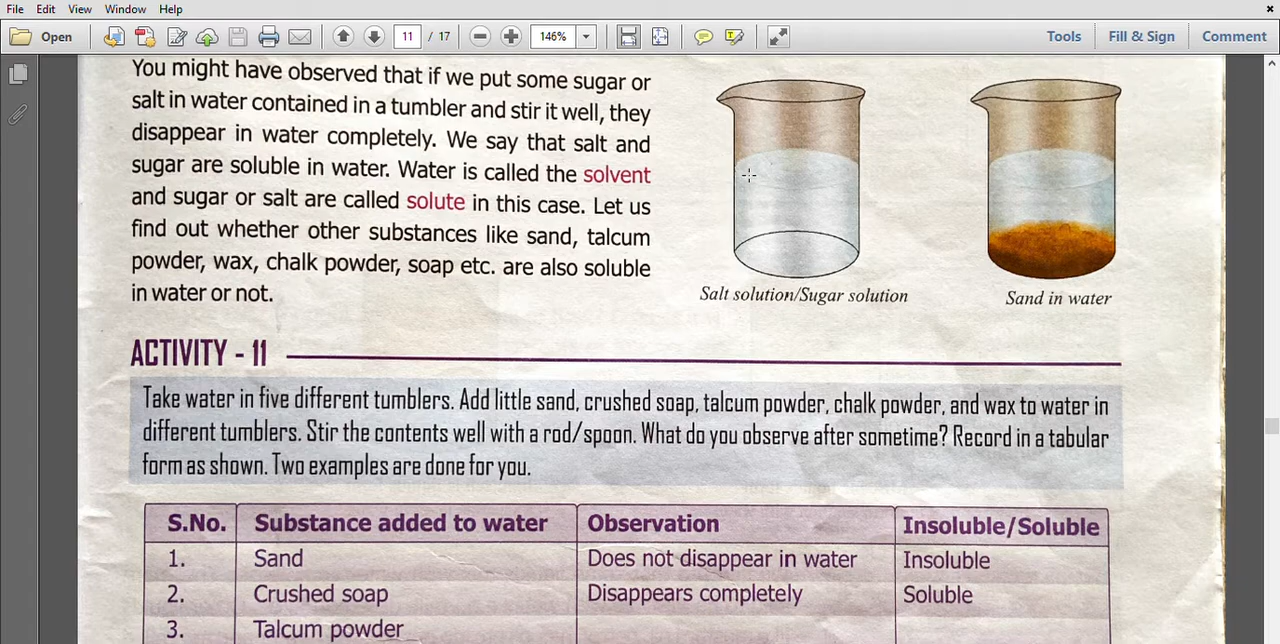 File Edit View Window Help
Open 11 / 17 146% Tools Fill & Sign Comment
You might have observed that if we put some sugar or
salt in water contained in a tumbler and stir it well, they
disappear in water completely. We say that salt and
sugar are soluble in water. Water is called the solvent
and sugar or salt are called solute in this case. Let us
find out whether other substances like sand, talcum
powder, wax, chalk powder, soap etc. are also soluble
in water or not.
Salt solution/Sugar solution
Sand in water
ACTIVITY - 11
Take water in five different tumblers. Add little sand, crushed soap, talcum powder, chalk powder, and wax to water in
different tumblers. Stir the contents well with a rod/spoon. What do you observe after sometime? Record in a tabular
form as shown. Two examples are done for you.
S.No. Substance added to water Observation Insoluble/Soluble
1. Sand Does not disappear in water Insoluble
2. Crushed soap Disappears completely Soluble
3. Talcum powder